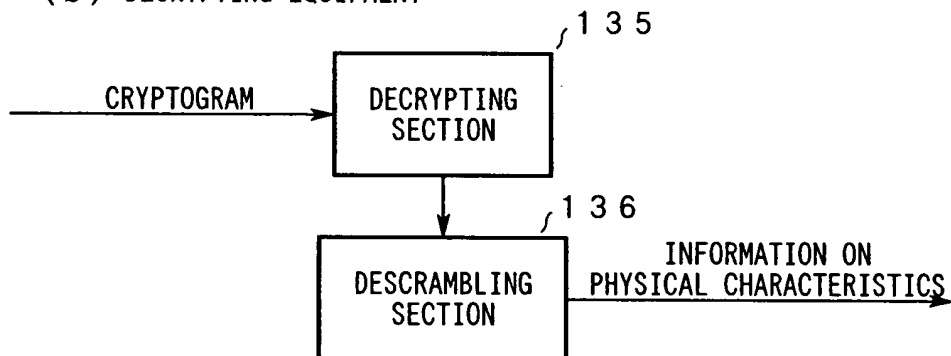 135
CRYPTOGRAM
DECRYPTING
SECTION
136
DESCRAMBLING
SECTION
INFORMATION ON
PHYSICAL CHARACTERISTICS